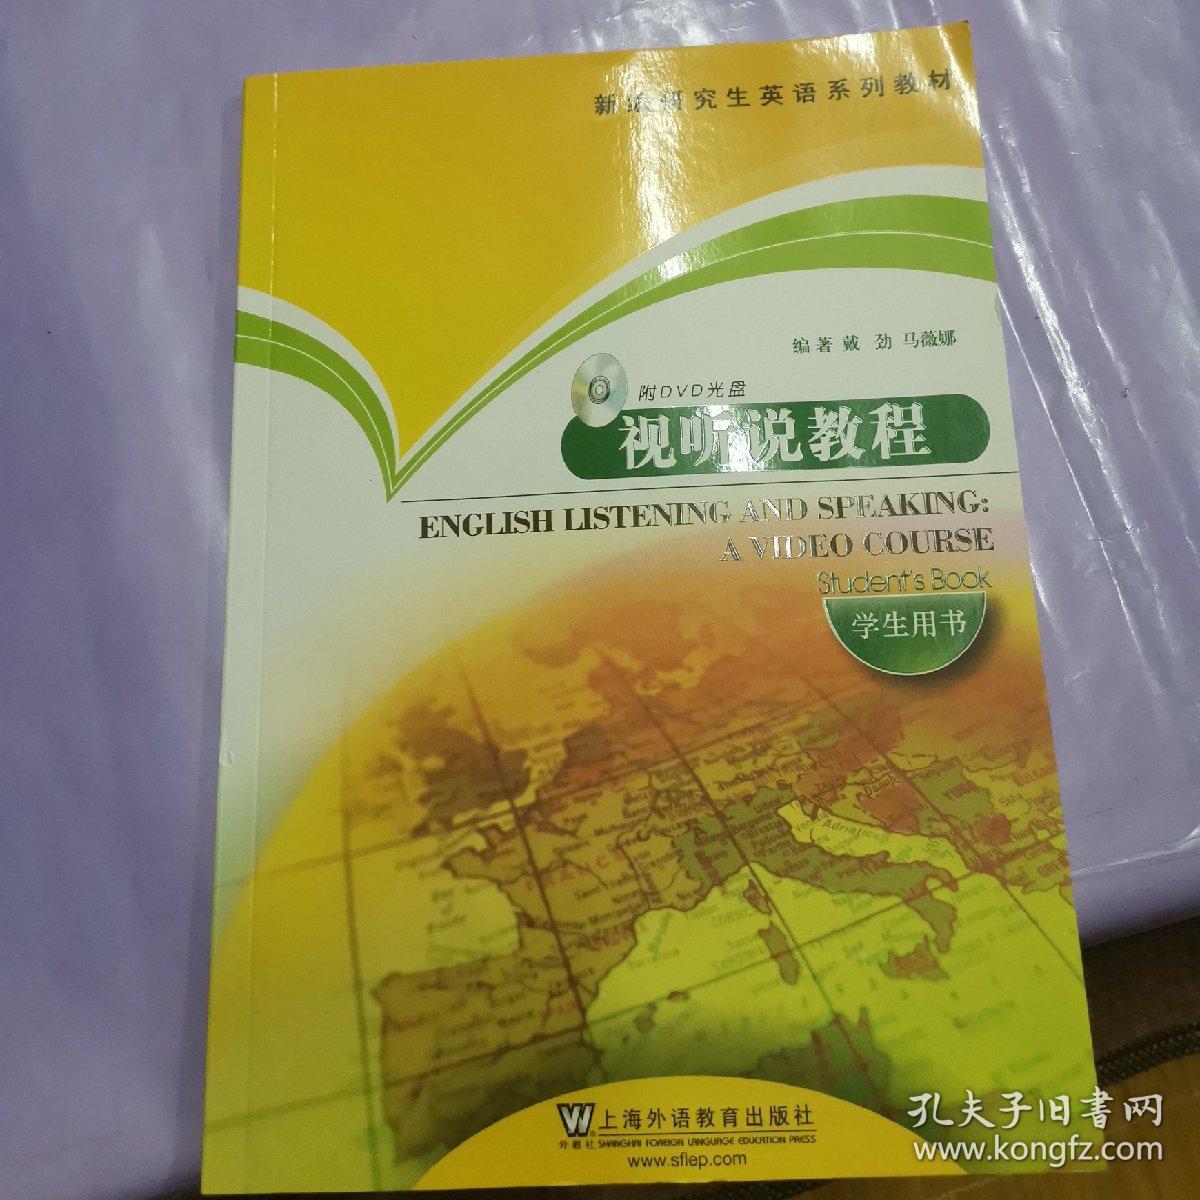 新编研究生英语系列教材
编著 戴 劲 马薇娜
附DVD光盘
视听说教程
ENGLISH LISTENING AND SPEAKING:
A VIDEO COURSE
Student's Book
学生用书
Adriatic
W 上海外语教育出版社
外教社 SHANGHAI FOREIGN LANGUAGE EDUCATION PRESS
www.sflep.com
孔夫子旧书网
www.kongfz.com